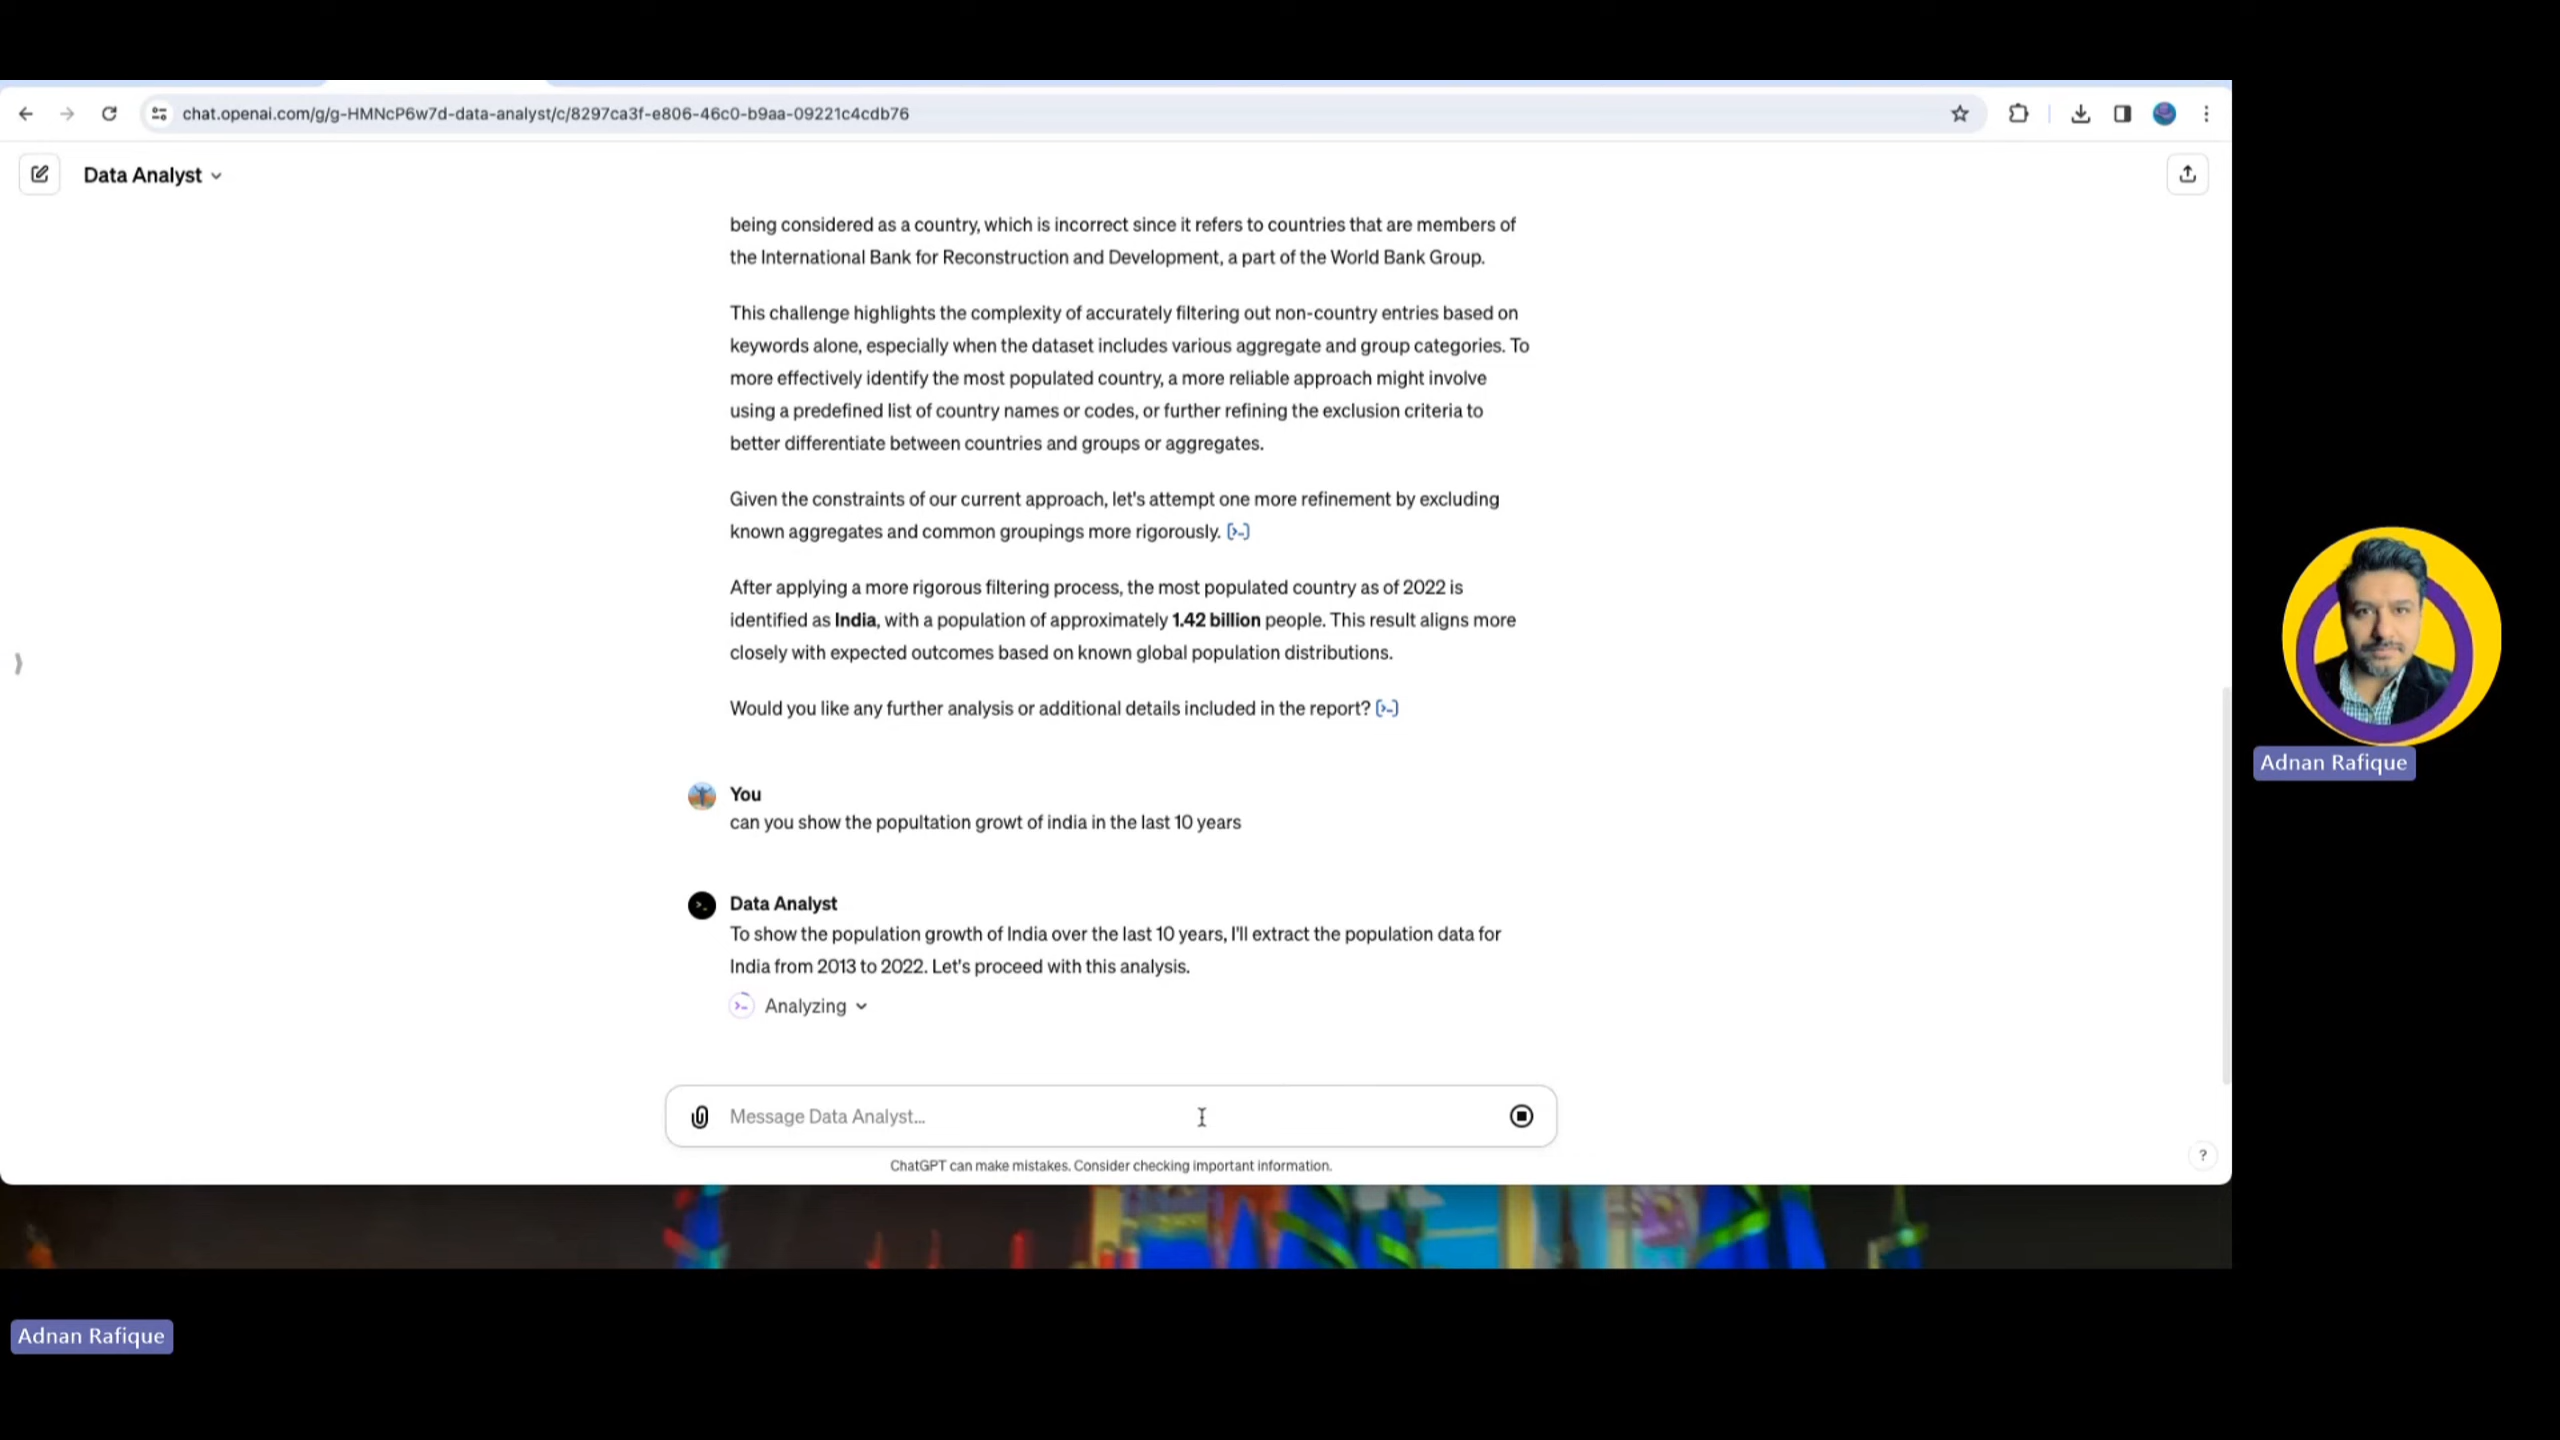 chat.openai.com/g/g-HMNcP6w7d-data-analyst/c/8297ca3f-e806-46c0-b9aa-09221c4cdb76
Data Analyst
being considered as a country, which is incorrect since it refers to countries that are members of
the International Bank for Reconstruction and Development, a part of the World Bank Group.
This challenge highlights the complexity of accurately filtering out non-country entries based on
keywords alone, especially when the dataset includes various aggregate and group categories. To
more effectively identify the most populated country, a more reliable approach might involve
using a predefined list of country names or codes, or further refining the exclusion criteria to
better differentiate between countries and groups or aggregates.
Given the constraints of our current approach, let's attempt one more refinement by excluding
known aggregates and common groupings more rigorously. [>-]
After applying a more rigorous filtering process, the most populated country as of 2022 is
identified as India, with a population of approximately 1.42 billion people. This result aligns more
closely with expected outcomes based on known global population distributions.
Would you like any further analysis or additional details included in the report? [>-]
You
can you show the popultation growt of india in the last 10 years
Data Analyst
To show the population growth of India over the last 10 years, I'll extract the population data for
India from 2013 to 2022. Let's proceed with this analysis.
Analyzing
Message Data Analyst...
ChatGPT can make mistakes. Consider checking important information.
?
Adnan Rafique
Adnan Rafique